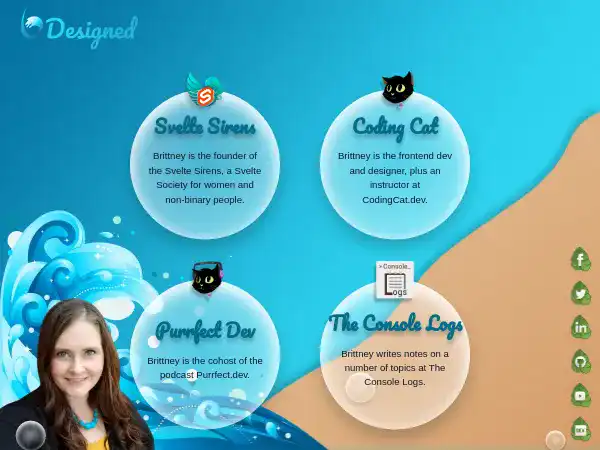 Designed
Svelte Sirens
Brittney is the founder of
the Svelte Sirens, a Svelte
Society for women and
non-binary people.
Coding Cat
Brittney is the frontend dev
and designer, plus an
instructor at
CodingCat.dev.
Purrfect Dev
Brittney is the cohost of the
podcast Purrfect.dev.
>Console_
Logs
The Console Logs
Brittney writes notes on a
number of topics at The
Console Logs.
DEV